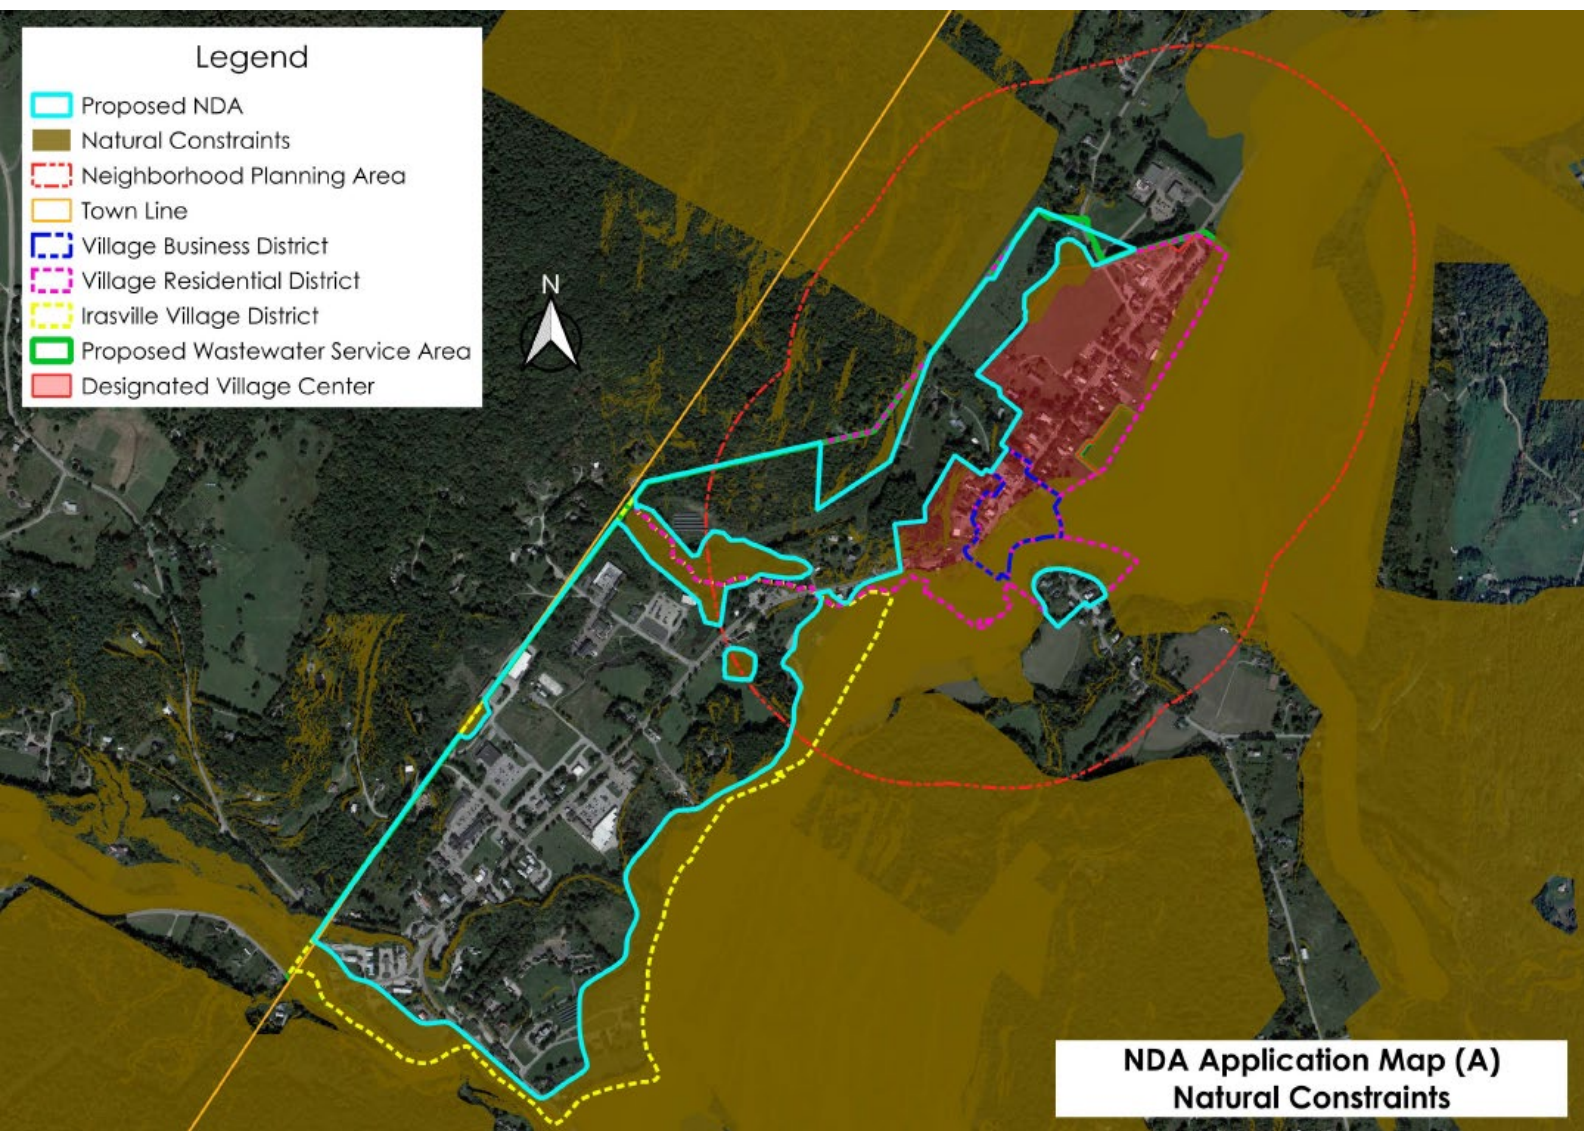 Legend
Proposed NDA
Natural Constraints
Neighborhood Planning Area
Town Line
Village Business District
Village Residential District
Irasville Village District
Proposed Wastewater Service Area
Designated Village Center
N
NDA Application Map (A)
Natural Constraints